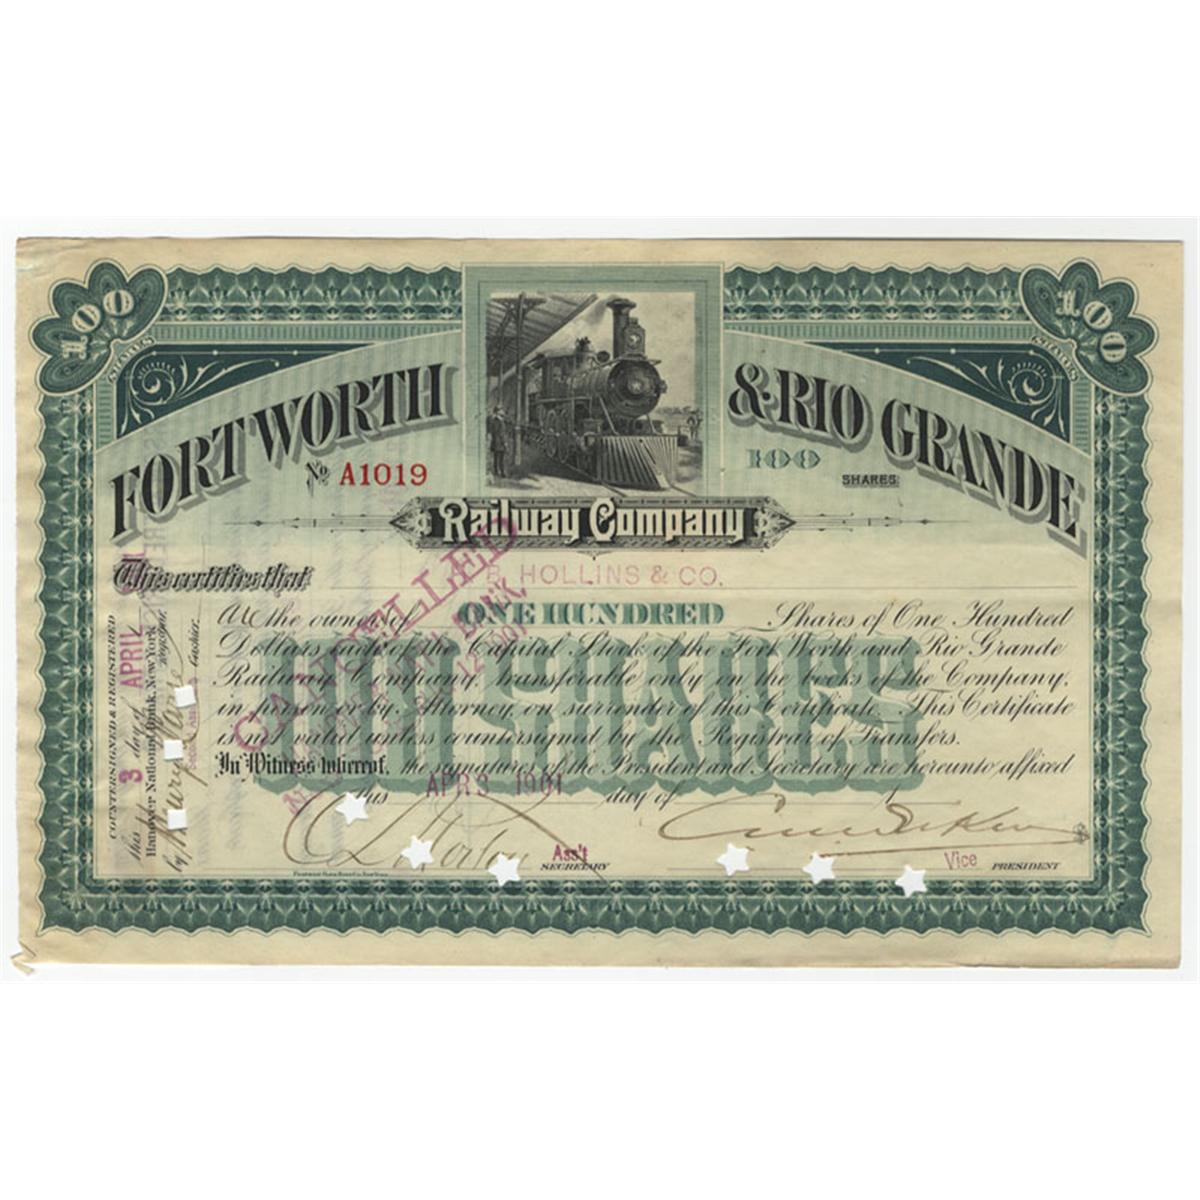 100 SHARES
100 SHARES
FORT WORTH & RIO GRANDE
No A1019
100 SHARES
Railway Company
This certifies that
B. HOLLINS & CO.
are the owner of ONE HUNDRED Shares of One Hundred
Dollars each of the Capital Stock of the Fort Worth and Rio Grande
Railway Company, transferable only on the books of the Company,
in person or by Attorney, on surrender of this Certificate. This Certificate
is not valid unless countersigned by the Registrar of Transfers.
In Witness whereof, the signatures of the President and Secretary are hereunto affixed
this APR 3 1901 day of
Ass't SECRETARY
Vice PRESIDENT
COUNTERSIGNED & REGISTERED
this 3 day of APRIL
Hanover National Bank, New York
Registrar.
by Cashier.
CANCELLED
1901